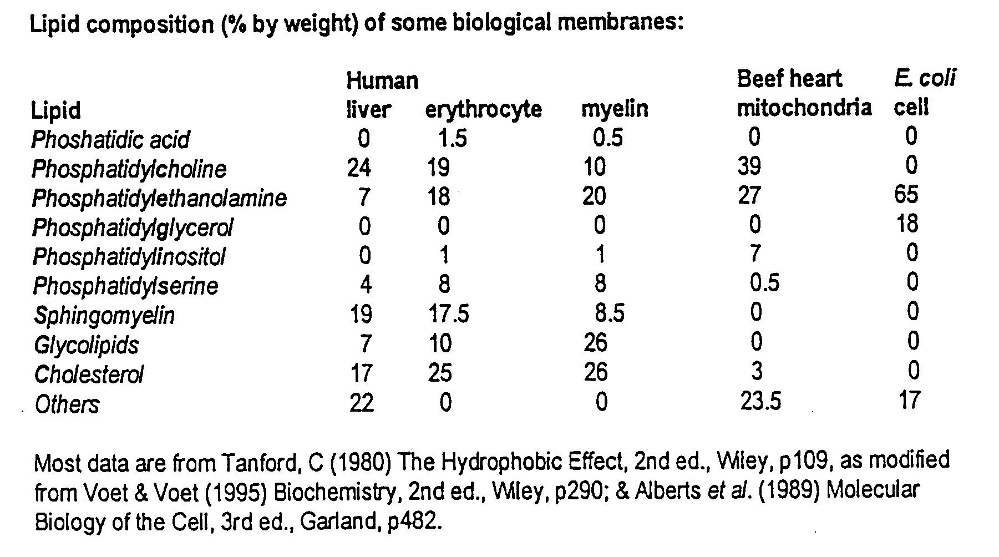 Lipid composition (% by weight) of some biological membranes:
Human Beef heart E. coli
Lipid liver erythrocyte myelin mitochondria cell
Phoshatidic acid 0 1.5 0.5 0 0
Phosphatidylcholine 24 19 10 39 0
Phosphatidylethanolamine 7 18 20 27 65
Phosphatidylglycerol 0 0 0 0 18
Phosphatidylinositol 0 1 1 7 0
Phosphatidylserine 4 8 8 0.5 0
Sphingomyelin 19 17.5 8.5 0 0
Glycolipids 7 10 26 0 0
Cholesterol 17 25 26 3 0
Others 22 0 0 23.5 17
Most data are from Tanford, C (1980) The Hydrophobic Effect, 2nd ed., Wiley, p109, as modified
from Voet & Voet (1995) Biochemistry, 2nd ed., Wiley, p290; & Alberts et al. (1989) Molecular
Biology of the Cell, 3rd ed., Garland, p482.